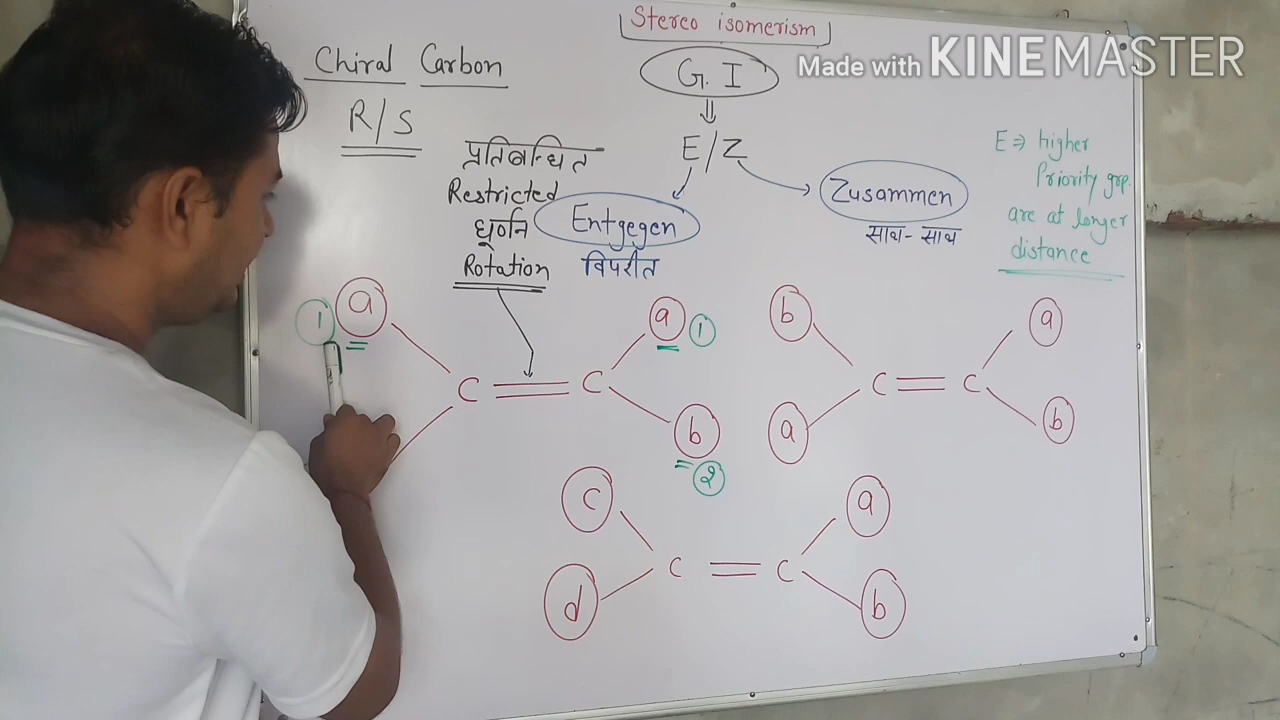 Stereo isomerism
Chiral Carbon
R/S
G.I
⇓
E/Z
Made with KINEMASTER
प्रतिबन्धित
Restricted
घूर्णन
Rotation
Entgegen
विपरीत
Zusammen
साथ-साथ
E ⇒ higher
Priority grp.
are at longer
distance
1 a a 1
C = C
b
2
b a
C = C
a b
c a
C = C
d b